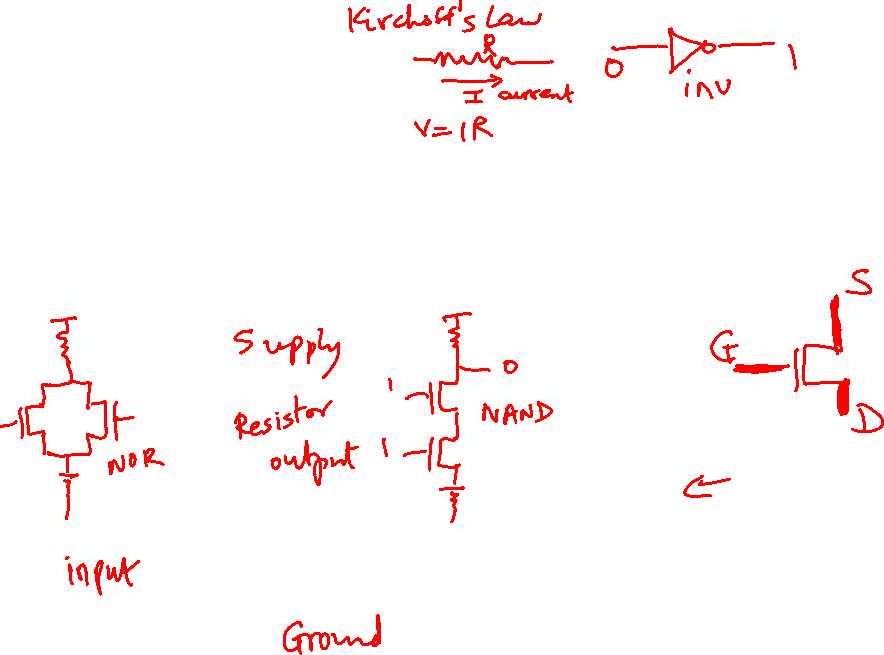 Kirchoff's Law
R
I current
V=IR
0
1
inv
S
G
D
Supply
Resistor
output
1
0
1
NAND
NOR
input
Ground